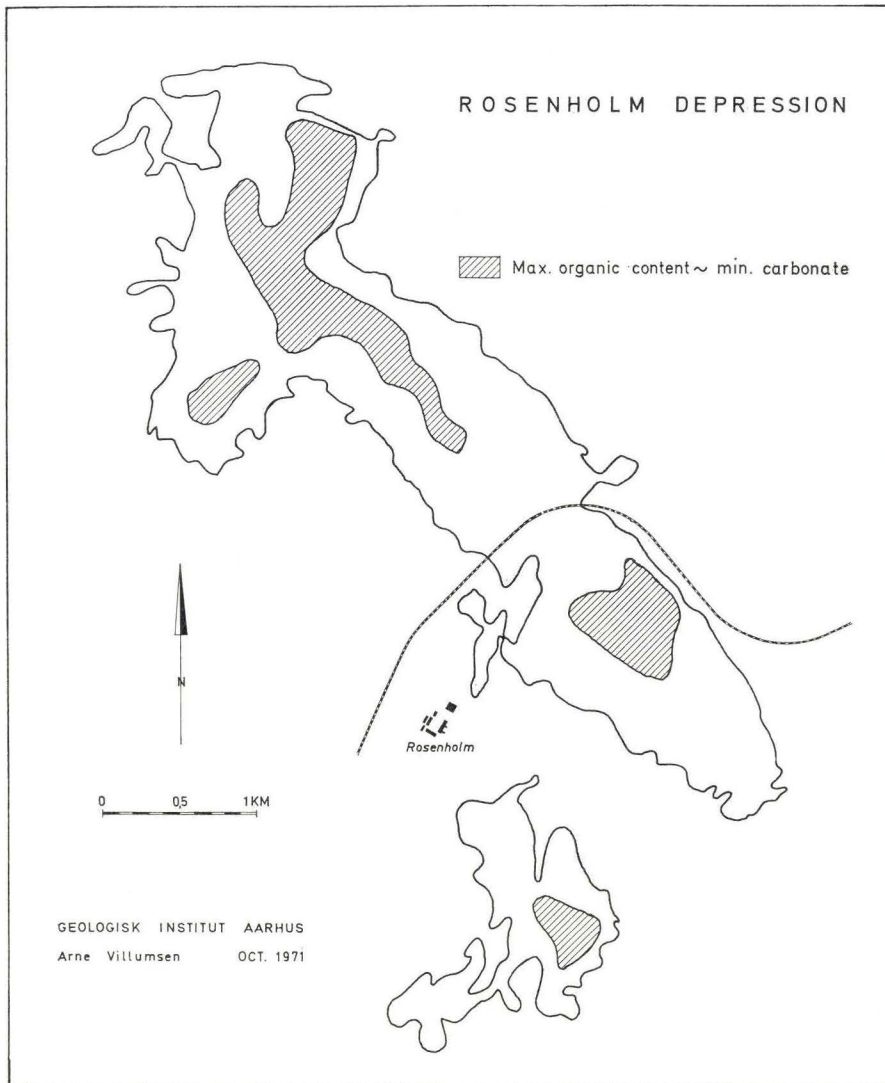 ROSENHOLM DEPRESSION
Max. organic content ~ min. carbonate
N
Rosenholm
0 0,5 1KM
GEOLOGISK INSTITUT AARHUS
Arne Villumsen OCT. 1971